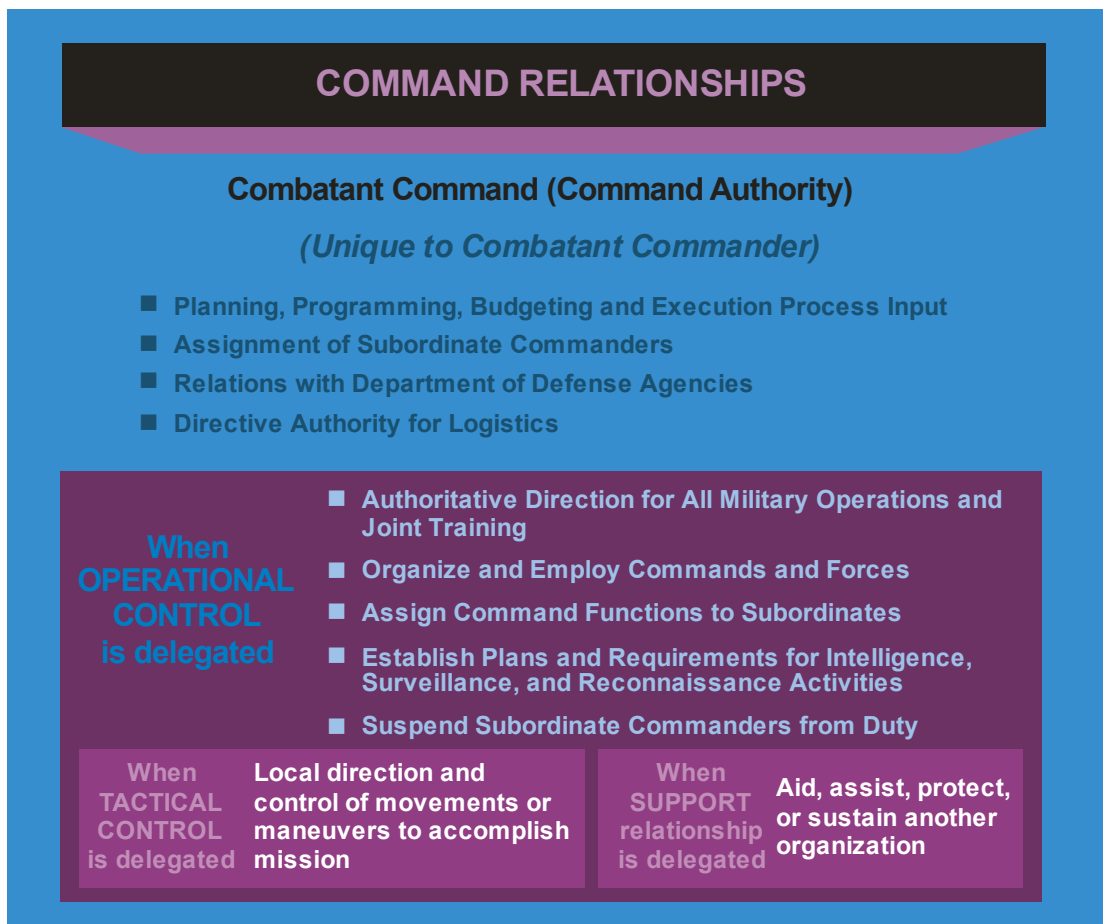 COMMAND RELATIONSHIPS
Combatant Command (Command Authority)
(Unique to Combatant Commander)
■ Planning, Programming, Budgeting and Execution Process Input
■ Assignment of Subordinate Commanders
■ Relations with Department of Defense Agencies
■ Directive Authority for Logistics
When
OPERATIONAL
CONTROL
is delegated
■ Authoritative Direction for All Military Operations and
Joint Training
■ Organize and Employ Commands and Forces
■ Assign Command Functions to Subordinates
■ Establish Plans and Requirements for Intelligence,
Surveillance, and Reconnaissance Activities
■ Suspend Subordinate Commanders from Duty
When
TACTICAL
CONTROL
is delegated
Local direction and
control of movements or
maneuvers to accomplish
mission
When
SUPPORT
relationship
is delegated
Aid, assist, protect,
or sustain another
organization